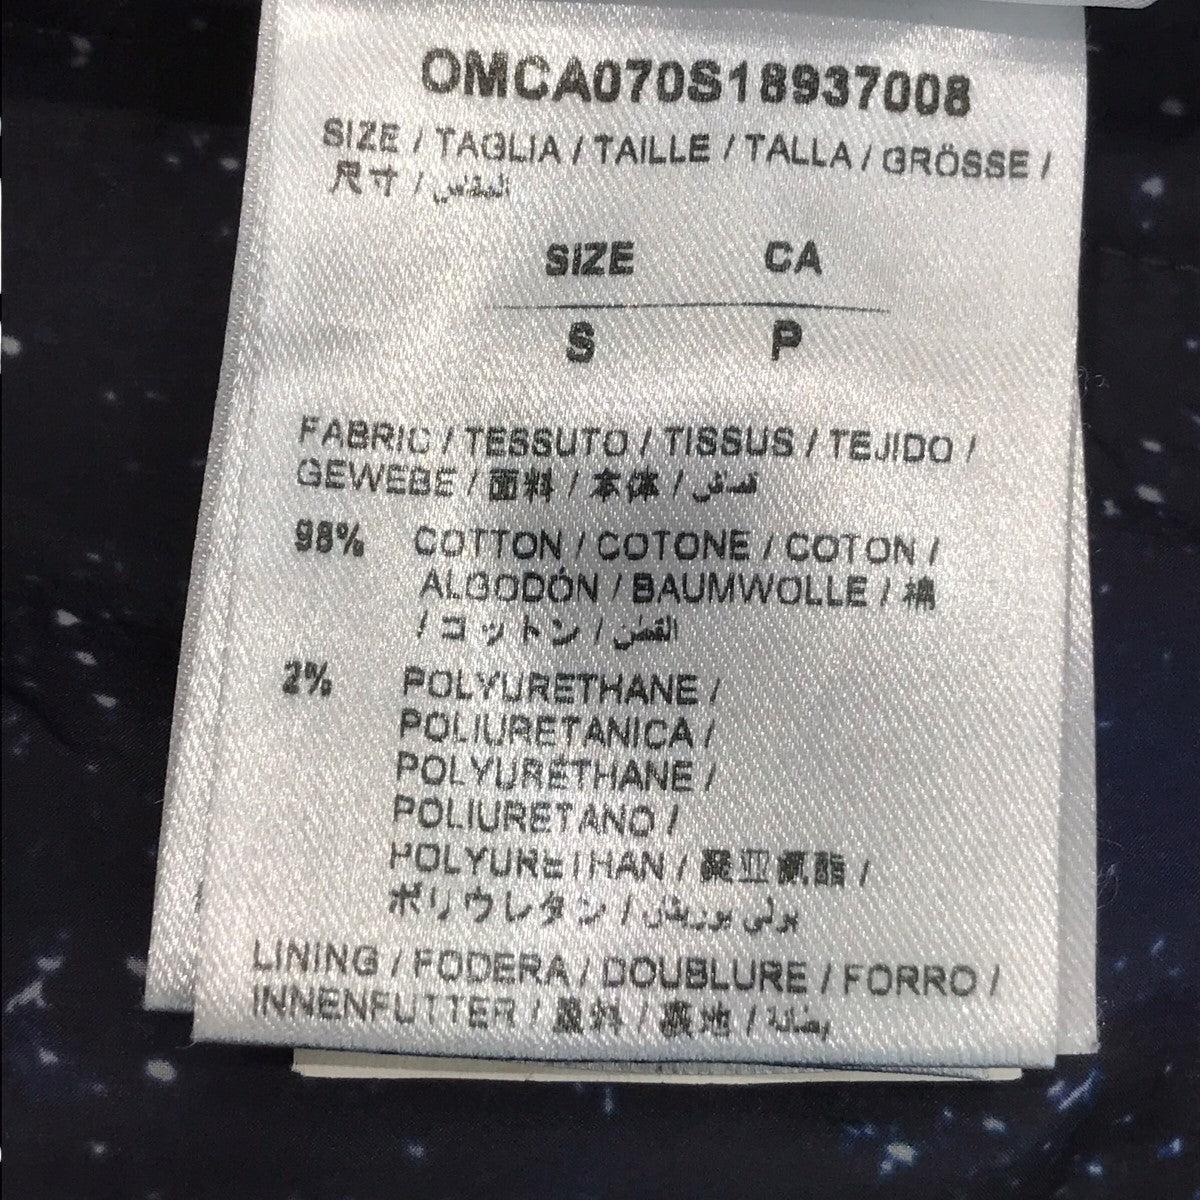 OMCA070S18937008
SIZE / TAGLIA / TAILLE / TALLA / GRÖSSE /
尺寸 / المقاس
SIZE CA
S P
FABRIC / TESSUTO / TISSUS / TEJIDO /
GEWEBE / 面料 / 本体 / قماش
98% COTTON / COTONE / COTON /
ALGODÓN / BAUMWOLLE / 棉
/ コットン / القطن
2% POLYURETHANE /
POLIURETANICA /
POLYURÉTHANE /
POLIURETANO /
POLYURETHAN / 聚亚氨酯 /
ポリウレタン / بولي يوريثان
LINING / FODERA / DOUBLURE / FORRO /
INNENFUTTER / 里料 / 裏地 / بطانة